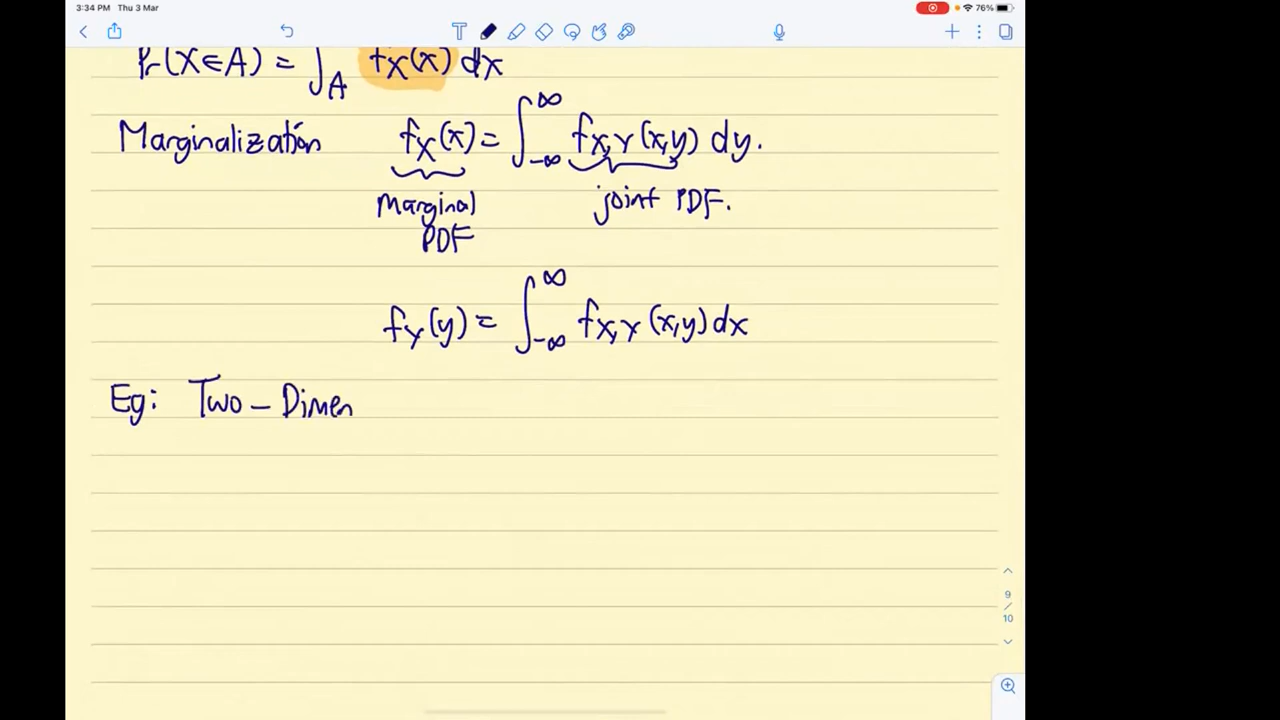 3:34 PM Thu 3 Mar
76%
Pr(X∈A) = ∫_A f_X(x) dx
Marginalization f_X(x) = ∫_{-∞}^{∞} f_{X,Y}(x,y) dy.
marginal PDF joint PDF.
f_Y(y) = ∫_{-∞}^{∞} f_{X,Y}(x,y) dx
Eg: Two-Dimen
9
/
10